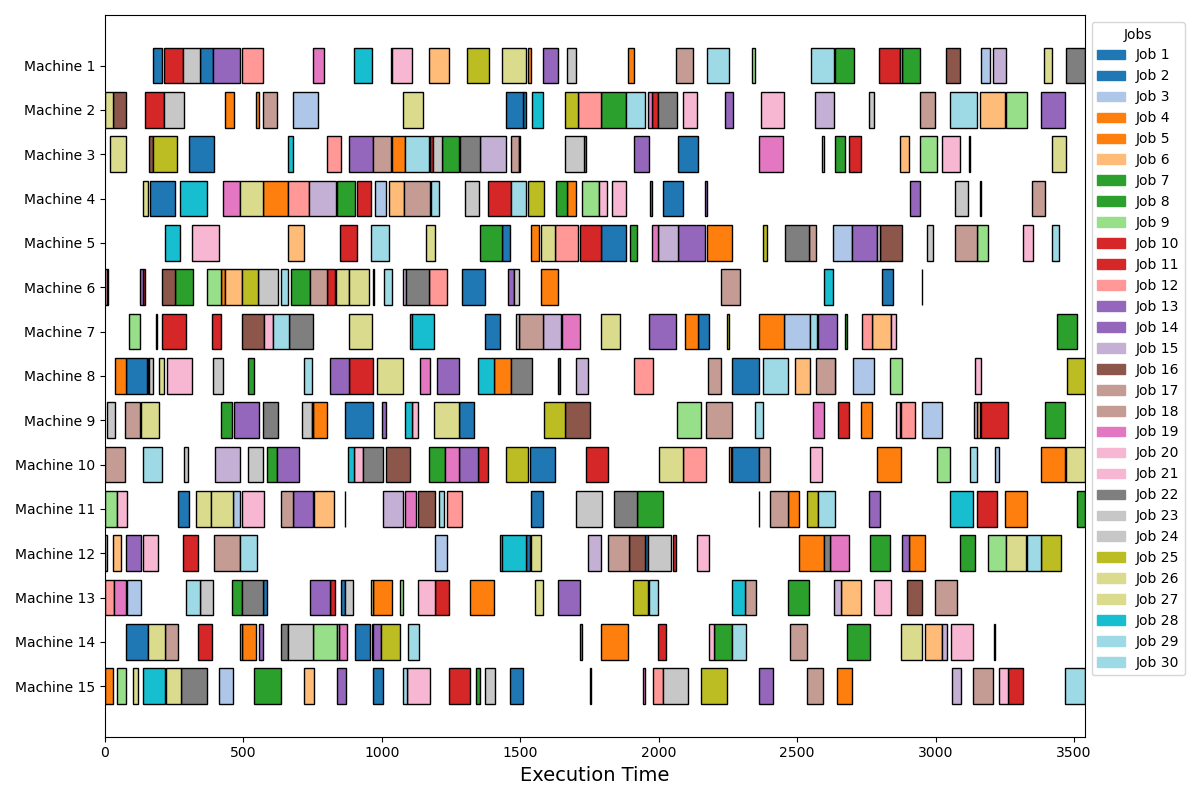 Machine 1
Machine 2
Machine 3
Machine 4
Machine 5
Machine 6
Machine 7
Machine 8
Machine 9
Machine 10
Machine 11
Machine 12
Machine 13
Machine 14
Machine 15
0 500 1000 1500 2000 2500 3000 3500
Execution Time
Jobs
Job 1
Job 2
Job 3
Job 4
Job 5
Job 6
Job 7
Job 8
Job 9
Job 10
Job 11
Job 12
Job 13
Job 14
Job 15
Job 16
Job 17
Job 18
Job 19
Job 20
Job 21
Job 22
Job 23
Job 24
Job 25
Job 26
Job 27
Job 28
Job 29
Job 30